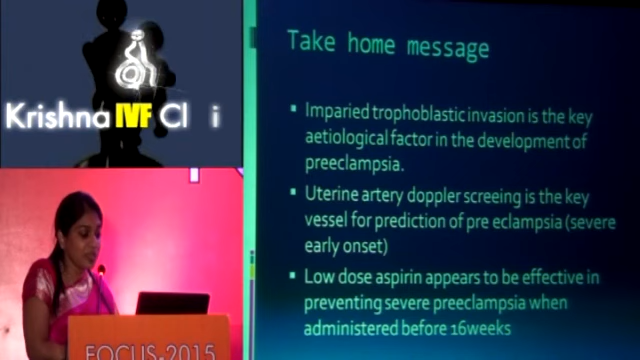 Krishna IVF Cl i
Take home message
▪ Imparied trophoblastic invasion is the key
aetiological factor in the development of
preeclampsia.
▪ Uterine artery doppler screeing is the key
vessel for prediction of pre eclampsia (severe
early onset)
▪ Low dose aspirin appears to be effective in
preventing severe preeclampsia when
administered before 16weeks
FOCUS-2015